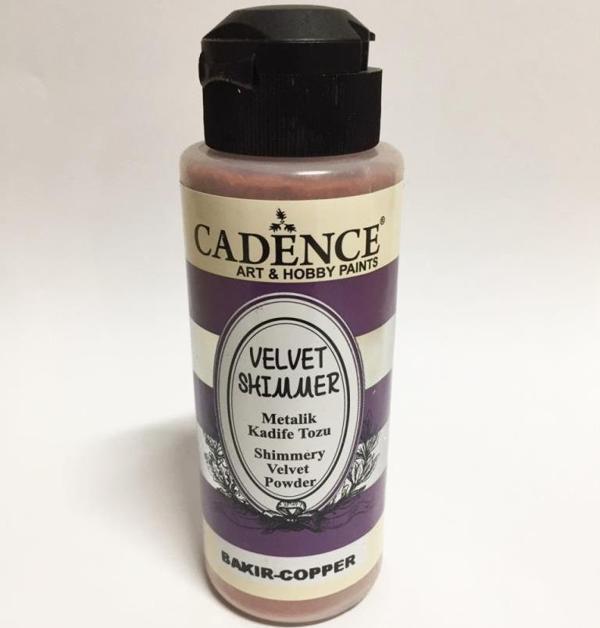 CADENCE®
ART & HOBBY PAINTS
VELVET
SHIMMER
Metalik
Kadife Tozu
Shimmery
Velvet
Powder
BAKIR-COPPER